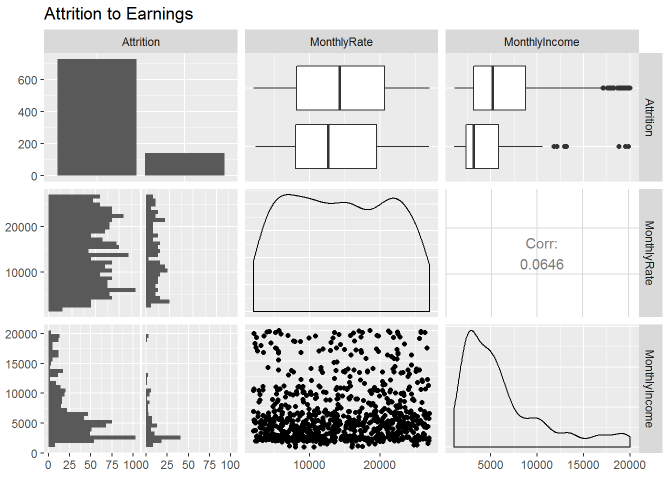 Attrition to Earnings
Attrition
MonthlyRate
MonthlyIncome
600
400
200
0
Attrition
20000
10000
0
Corr:
0.0646
MonthlyRate
20000
15000
10000
5000
0
MonthlyIncome
0 25 50 75 100 0 25 50 75 100
10000 20000
5000 10000 15000 20000